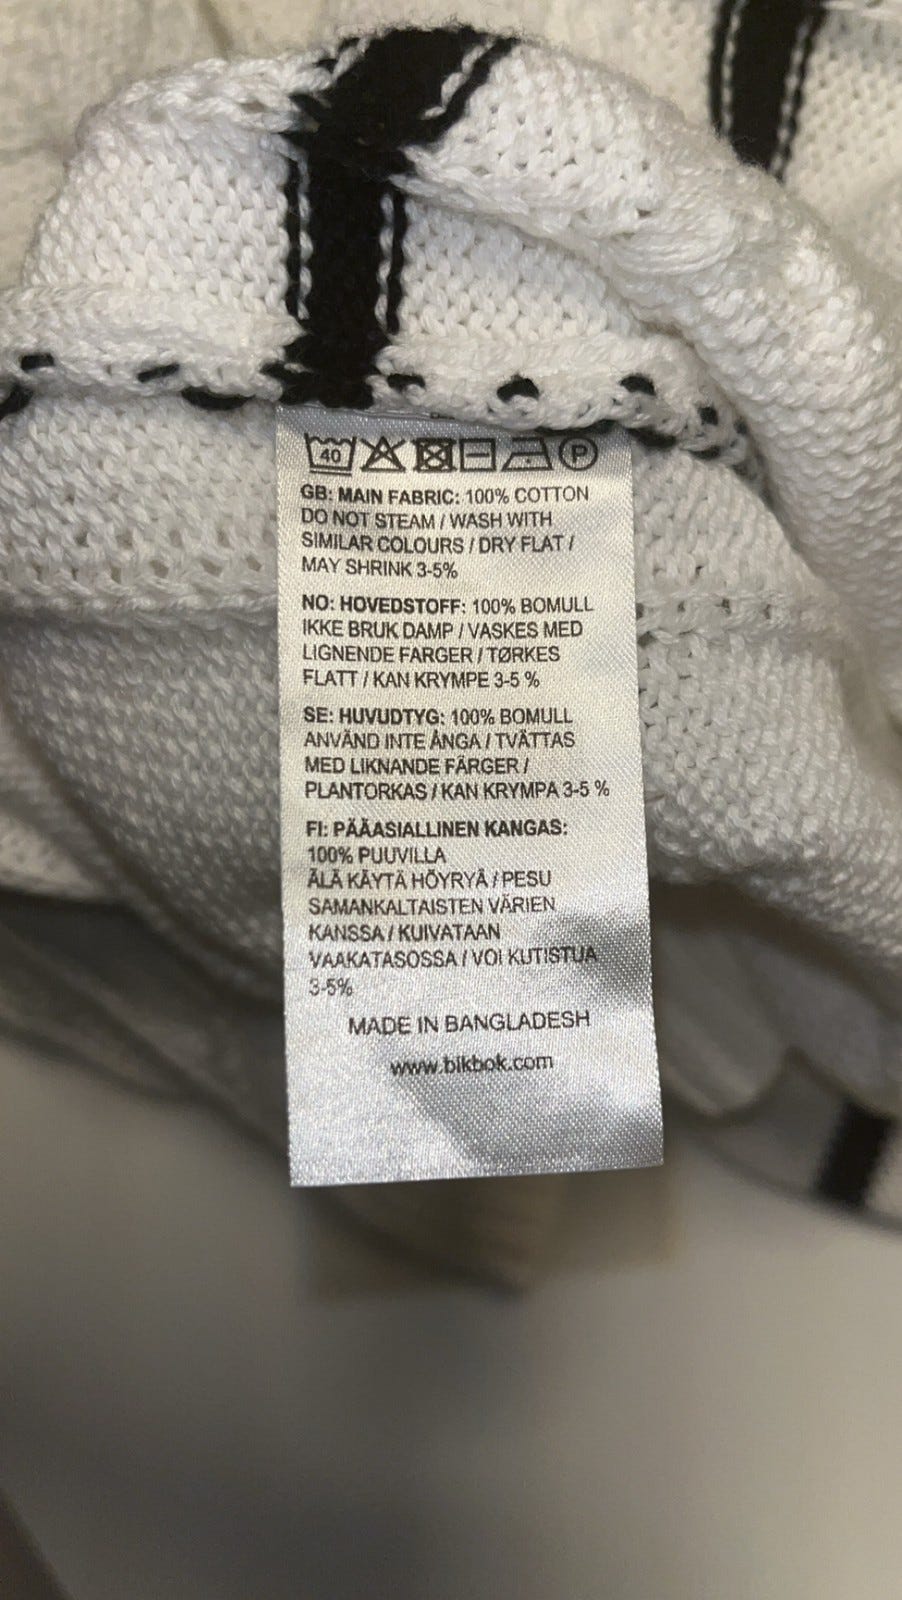 40 P
GB: MAIN FABRIC: 100% COTTON
DO NOT STEAM / WASH WITH
SIMILAR COLOURS / DRY FLAT /
MAY SHRINK 3-5%
NO: HOVEDSTOFF: 100% BOMULL
IKKE BRUK DAMP / VASKES MED
LIGNENDE FARGER / TØRKES
FLATT / KAN KRYMPE 3-5 %
SE: HUVUDTYG: 100% BOMULL
ANVÄND INTE ÅNGA / TVÄTTAS
MED LIKNANDE FÄRGER /
PLANTORKAS / KAN KRYMPA 3-5 %
FI: PÄÄASIALLINEN KANGAS:
100% PUUVILLA
ÄLÄ KÄYTÄ HÖYRYÄ / PESU
SAMANKALTAISTEN VÄRIEN
KANSSA / KUIVATAAN
VAAKATASOSSA / VOI KUTISTUA
3-5%
MADE IN BANGLADESH
www.bikbok.com